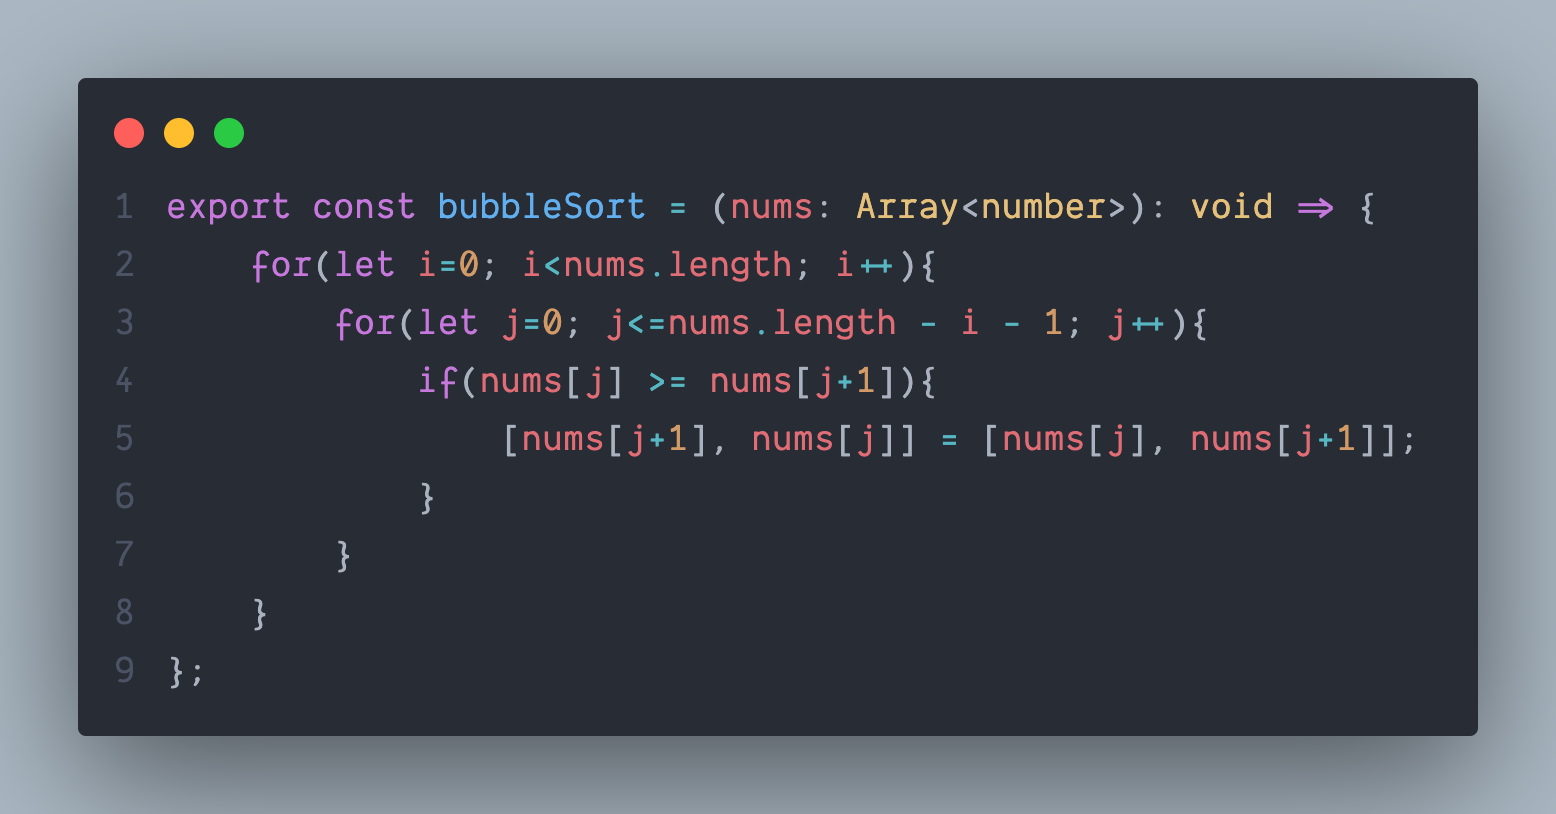 1 export const bubbleSort = (nums: Array<number>): void => {
2     for(let i=0; i<nums.length; i++){
3         for(let j=0; j<=nums.length - i - 1; j++){
4             if(nums[j] >= nums[j+1]){
5                 [nums[j+1], nums[j]] = [nums[j], nums[j+1]];
6             }
7         }
8     }
9 };